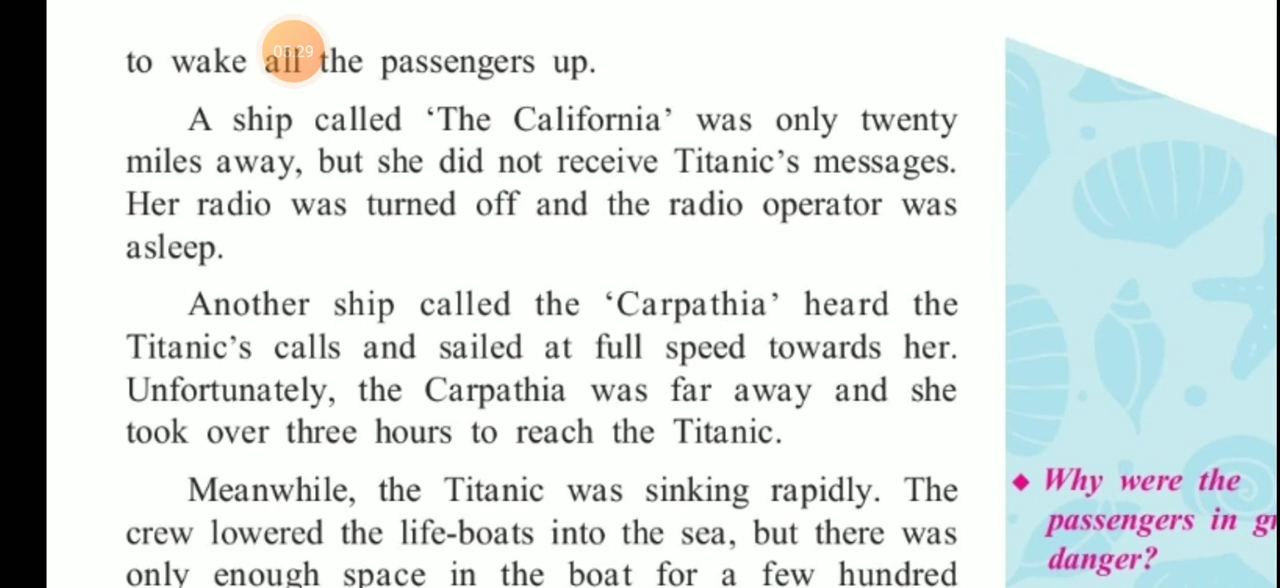 to wake all the passengers up.
05:29
A ship called ‘The California’ was only twenty
miles away, but she did not receive Titanic’s messages.
Her radio was turned off and the radio operator was
asleep.
Another ship called the ‘Carpathia’ heard the
Titanic’s calls and sailed at full speed towards her.
Unfortunately, the Carpathia was far away and she
took over three hours to reach the Titanic.
Meanwhile, the Titanic was sinking rapidly. The
crew lowered the life-boats into the sea, but there was
only enough space in the boat for a few hundred
◆ Why were the
passengers in
danger?